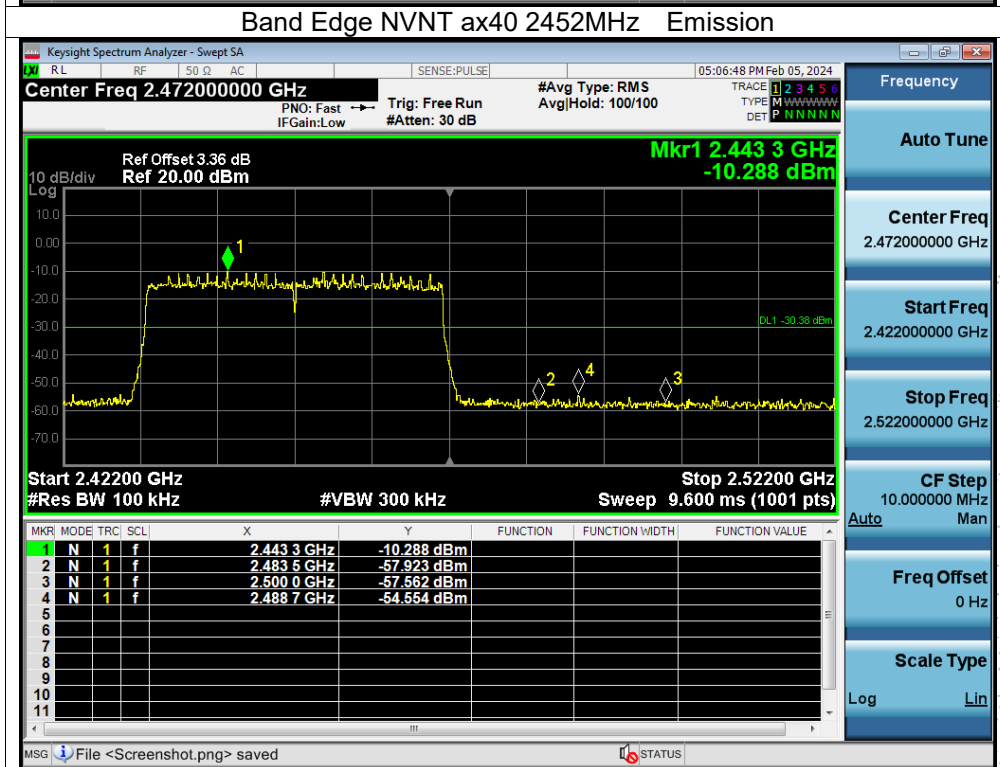 Band Edge NVNT ax40 2452MHz Emission
Keysight Spectrum Analyzer - Swept SA
LXI RL RF 50 Ω AC SENSE:PULSE 05:06:48 PM Feb 05, 2024
Center Freq 2.472000000 GHz
PNO: Fast
IFGain:Low
Trig: Free Run
#Atten: 30 dB
#Avg Type: RMS
Avg|Hold: 100/100
TRACE 1 2 3 4 5 6
TYPE M WWWWW
DET P N N N N N
Frequency
Auto Tune
Center Freq
2.472000000 GHz
Start Freq
2.422000000 GHz
Stop Freq
2.522000000 GHz
CF Step
10.000000 MHz
Auto Man
Freq Offset
0 Hz
Scale Type
Log Lin
Mkr1 2.443 3 GHz
-10.288 dBm
Ref Offset 3.36 dB
10 dB/div Ref 20.00 dBm
Log
10.0
0.00
-10.0
-20.0
-30.0
-40.0
-50.0
-60.0
-70.0
1
DL1 -30.38 dBm
2
4
3
Start 2.42200 GHz Stop 2.52200 GHz
#Res BW 100 kHz #VBW 300 kHz Sweep 9.600 ms (1001 pts)
MKR MODE TRC SCL X Y FUNCTION FUNCTION WIDTH FUNCTION VALUE
1 N 1 f 2.443 3 GHz -10.288 dBm
2 N 1 f 2.483 5 GHz -57.923 dBm
3 N 1 f 2.500 0 GHz -57.562 dBm
4 N 1 f 2.488 7 GHz -54.554 dBm
5
6
7
8
9
10
11
MSG File <Screenshot.png> saved STATUS